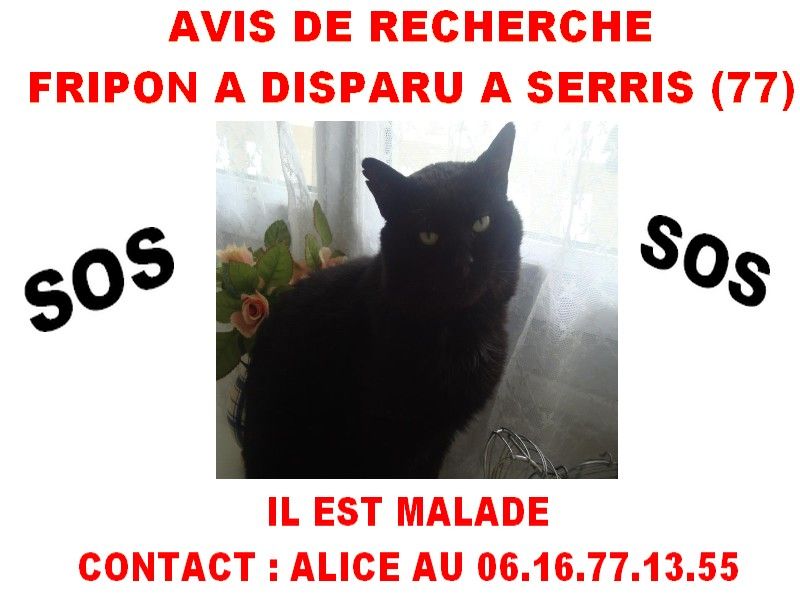 AVIS DE RECHERCHE
FRIPON A DISPARU A SERRIS (77)
SOS
SOS
IL EST MALADE
CONTACT : ALICE AU 06.16.77.13.55